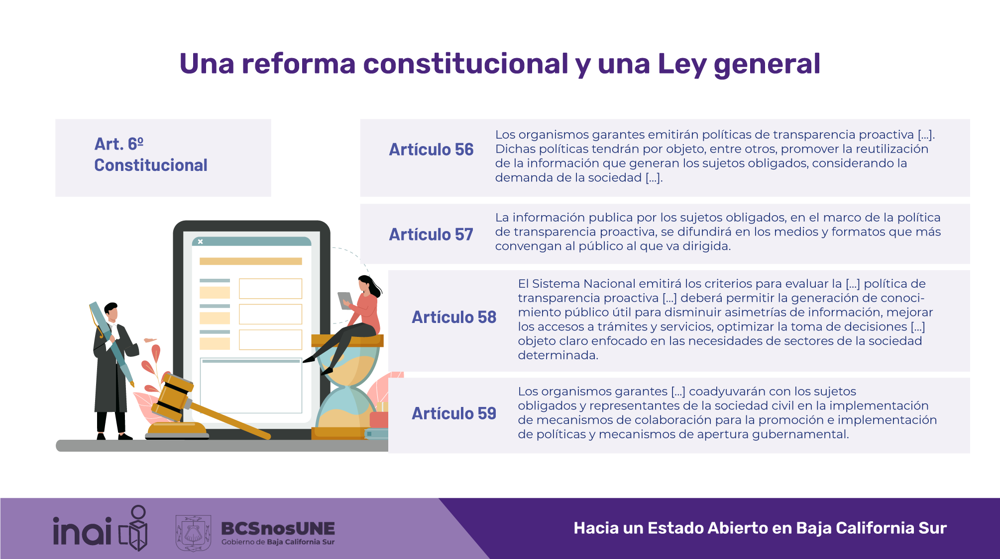 Una reforma constitucional y una Ley general
Art. 6º
Constitucional
Artículo 56
Los organismos garantes emitirán políticas de transparencia proactiva [...].
Dichas políticas tendrán por objeto, entre otros, promover la reutilización
de la información que generan los sujetos obligados, considerando la
demanda de la sociedad [...].
Artículo 57
La información publica por los sujetos obligados, en el marco de la política
de transparencia proactiva, se difundirá en los medios y formatos que más
convengan al público al que va dirigida.
Artículo 58
El Sistema Nacional emitirá los criterios para evaluar la [...] política de
transparencia proactiva [...] deberá permitir la generación de conoci-
miento público útil para disminuir asimetrías de información, mejorar
los accesos a trámites y servicios, optimizar la toma de decisiones [...]
objeto claro enfocado en las necesidades de sectores de la sociedad
determinada.
Artículo 59
Los organismos garantes [...] coadyuvarán con los sujetos
obligados y representantes de la sociedad civil en la implementación
de mecanismos de colaboración para la promoción e implementación
de políticas y mecanismos de apertura gubernamental.
inai
BCSnosUNE
Gobierno de Baja California Sur
Hacia un Estado Abierto en Baja California Sur